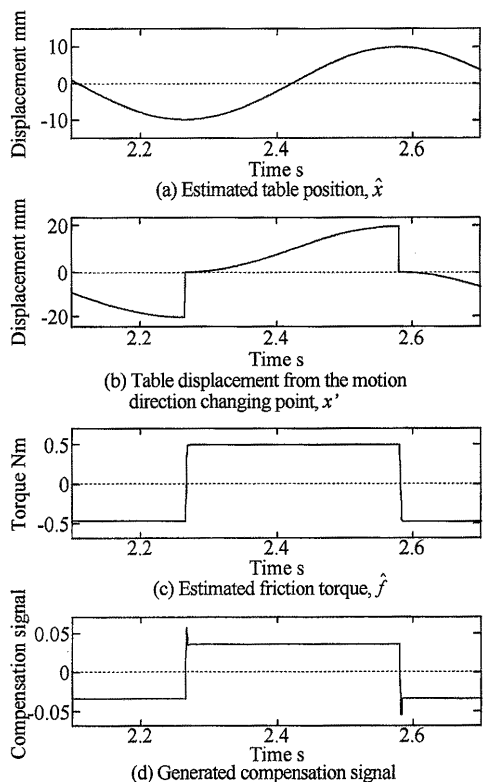 Displacement mm
10
0
-10
2.2
2.4
2.6
Time s
(a) Estimated table position, x̂
Displacement mm
20
0
-20
2.2
2.4
2.6
Time s
(b) Table displacement from the motion
direction changing point, x'
Torque Nm
0.5
0
-0.5
2.2
2.4
2.6
Time s
(c) Estimated friction torque, f̂
Compensation signal
0.05
0
-0.05
2.2
2.4
2.6
Time s
(d) Generated compensation signal